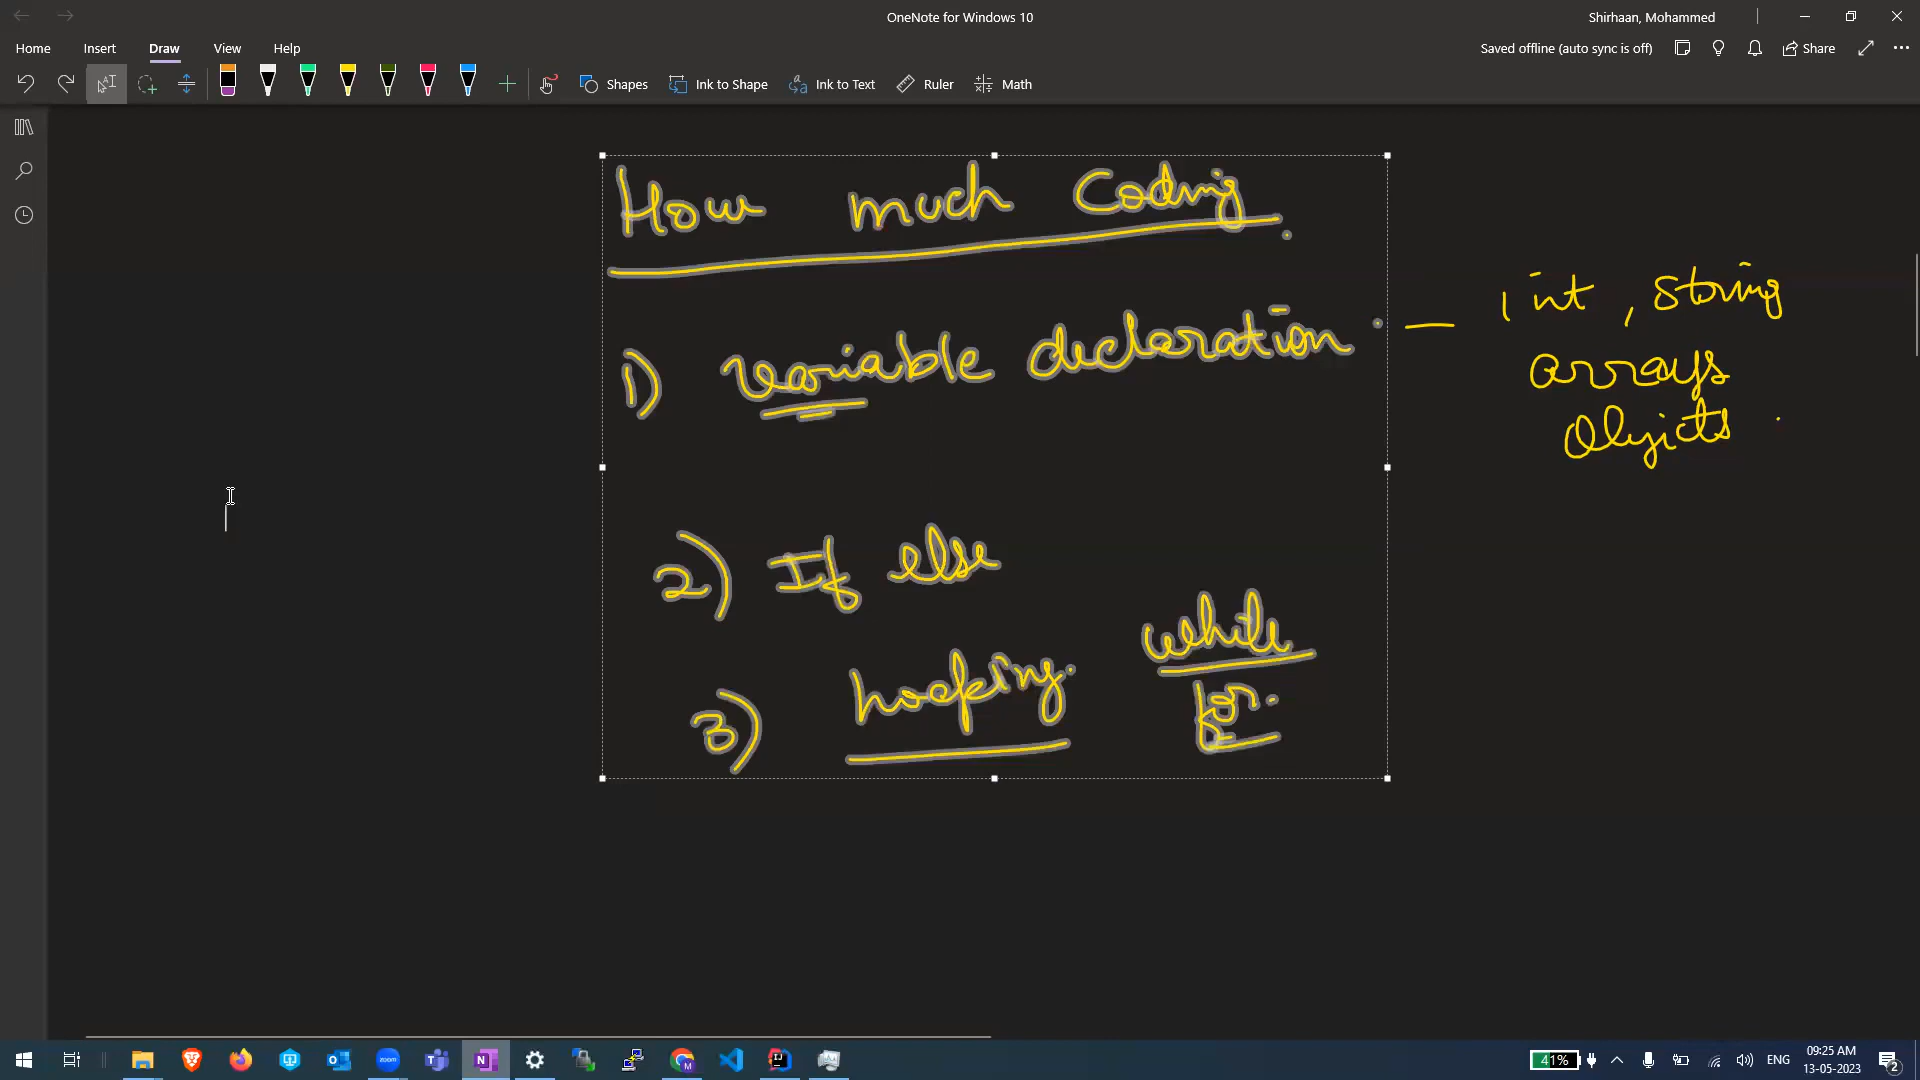 OneNote for Windows 10
Shirhaan, Mohammed
Home Insert Draw View Help
Saved offline (auto sync is off) Share
Shapes Ink to Shape Ink to Text Ruler Math
How much Coding.
1) variable declaration. — int, string
arrays
Objects.
2) If else
while
3) looping. for.
41% ENG 09:25 AM
13-05-2023
2